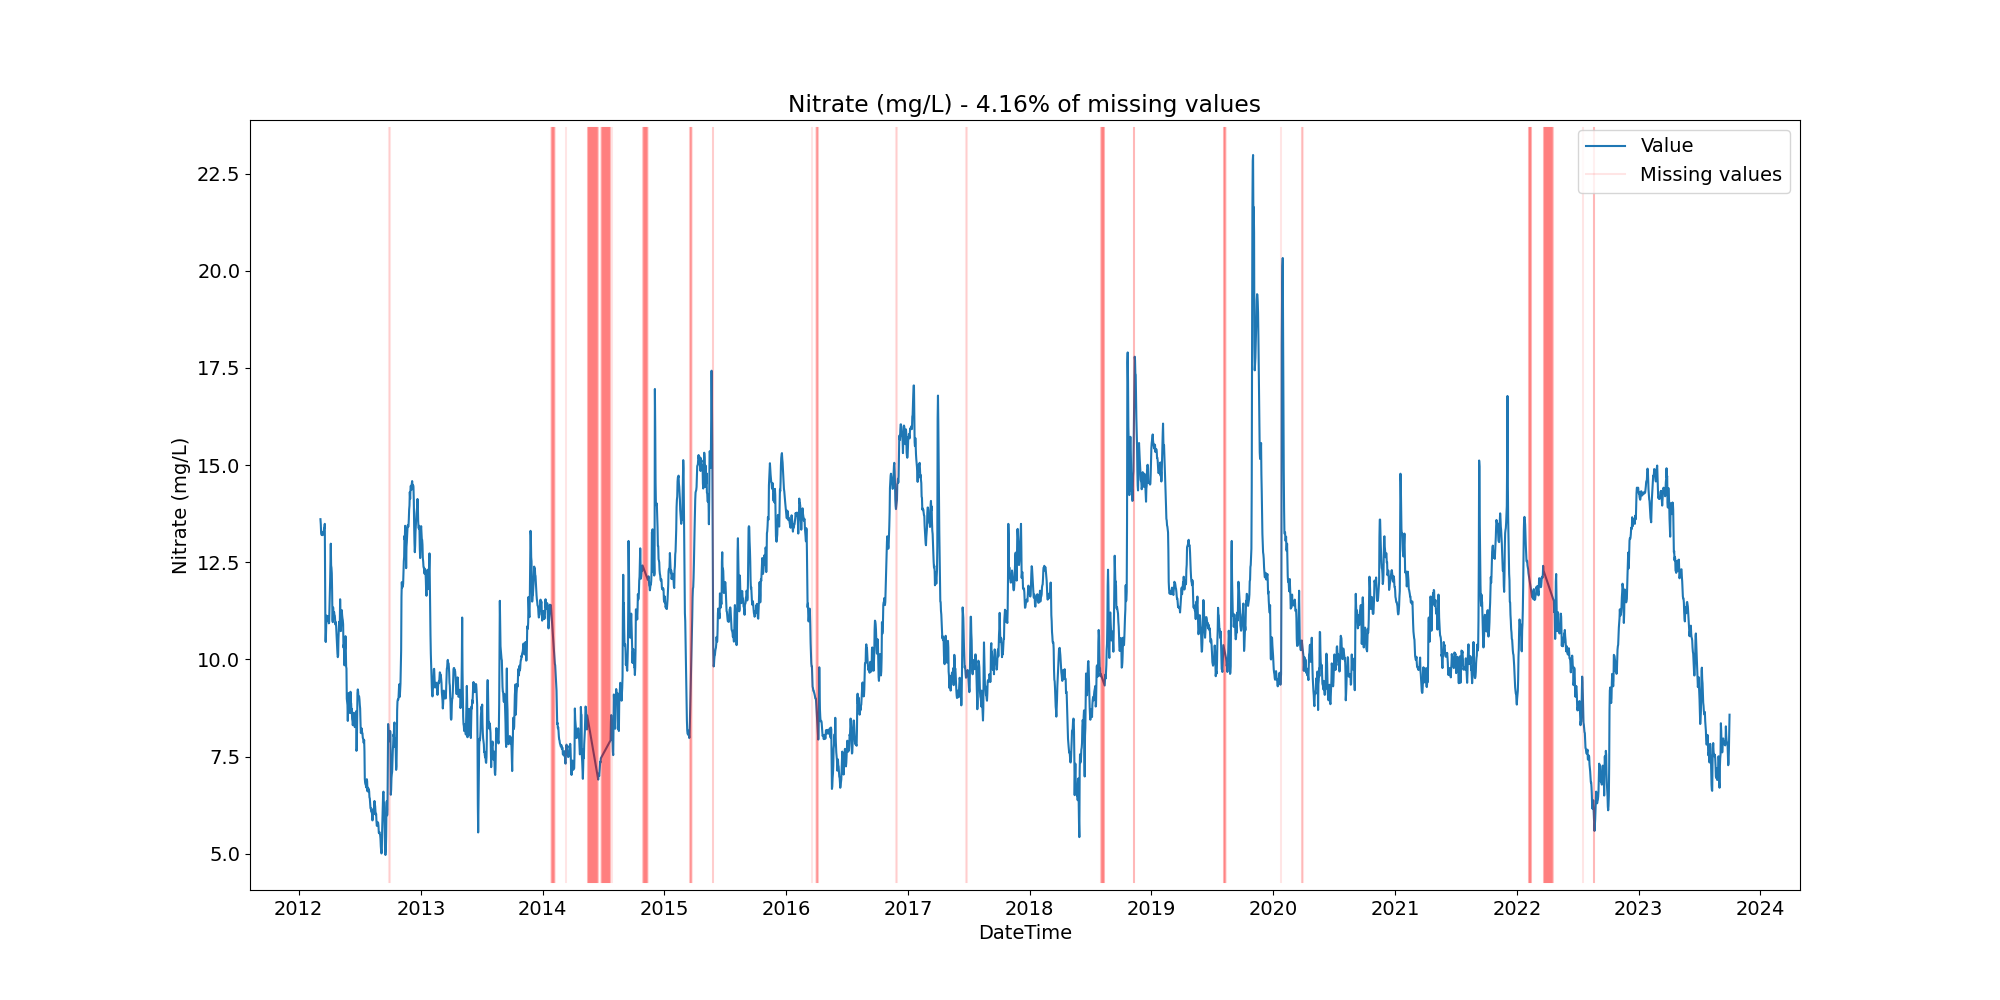 Nitrate (mg/L) - 4.16% of missing values
Value
Missing values
22.5
20.0
17.5
15.0
12.5
10.0
7.5
5.0
Nitrate (mg/L)
2012 2013 2014 2015 2016 2017 2018 2019 2020 2021 2022 2023 2024
DateTime